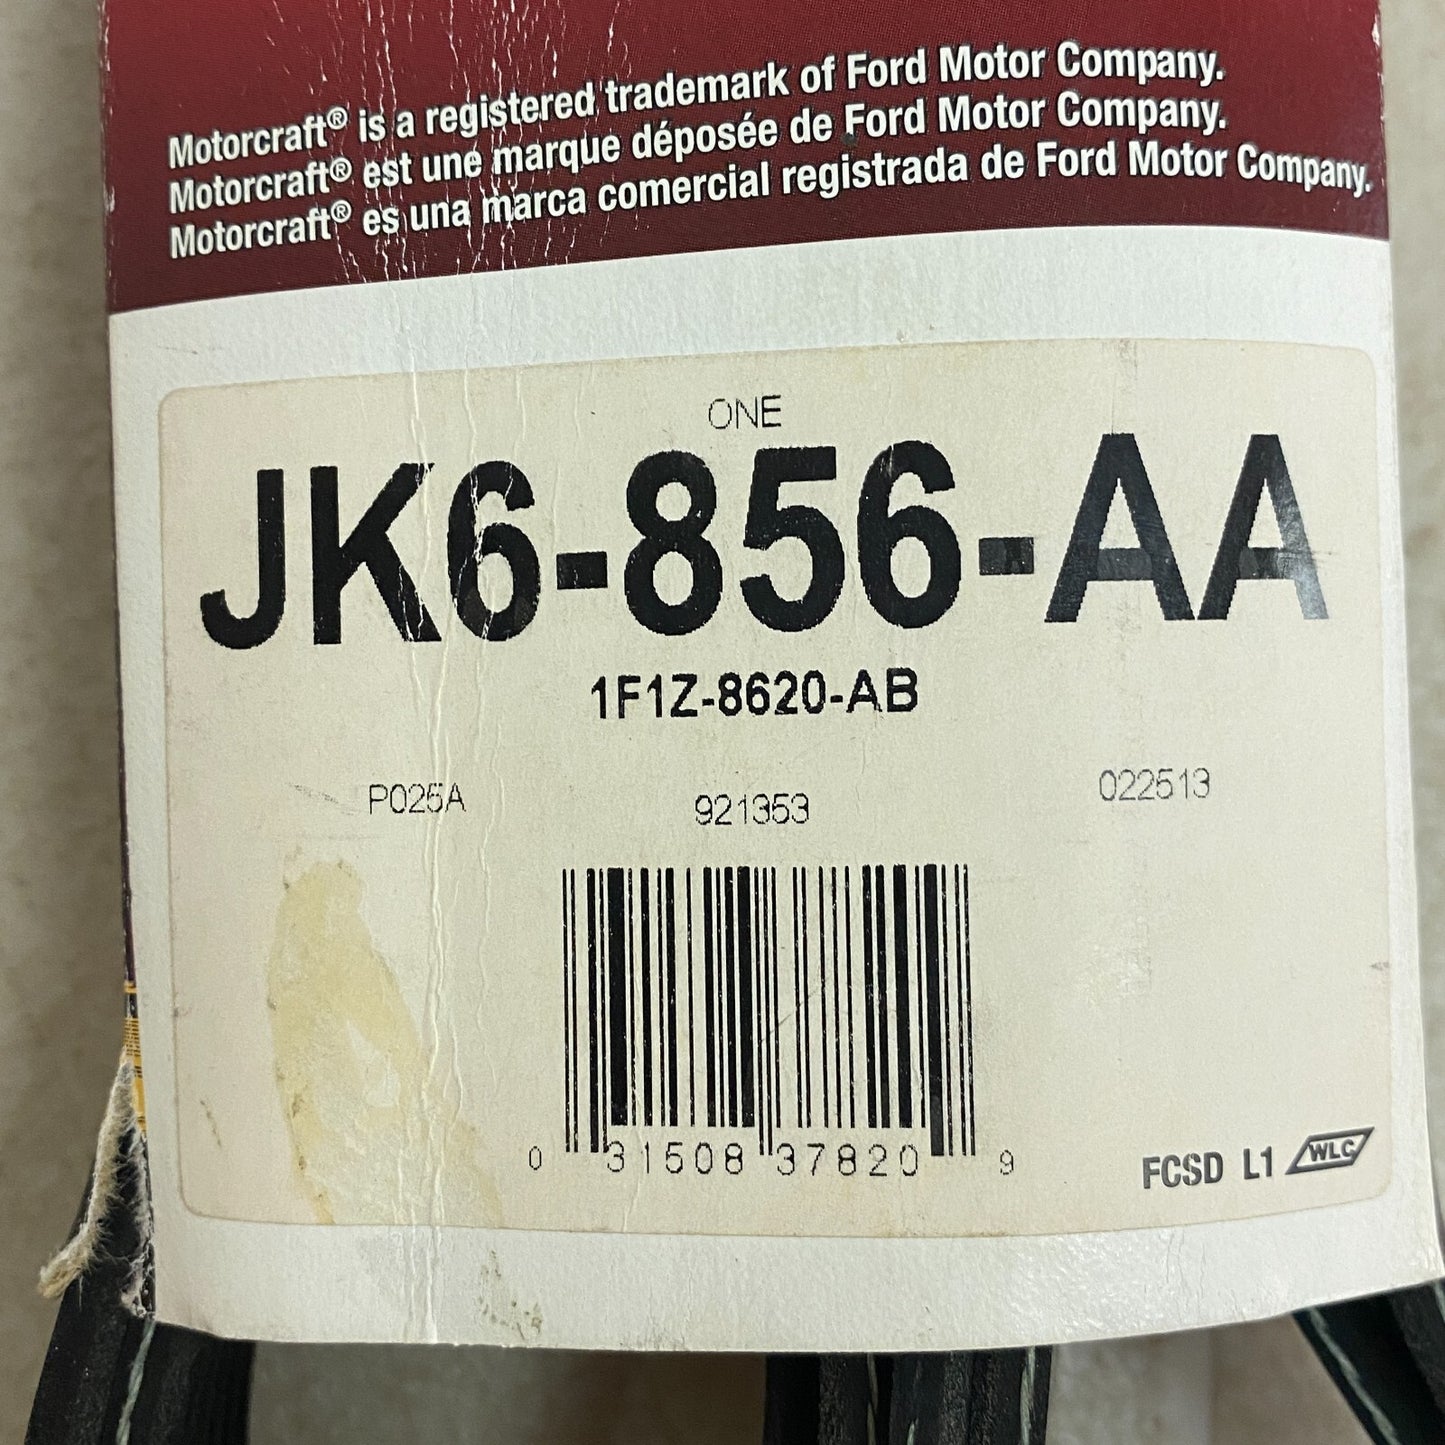 Motorcraft® is a registered trademark of Ford Motor Company.
Motorcraft® est une marque déposée de Ford Motor Company.
Motorcraft® es una marca comercial registrada de Ford Motor Company.
ONE
JK6-856-AA
1F1Z-8620-AB
P025A 921353 022513
0 31508 37820 9
FCSD L1 WLC